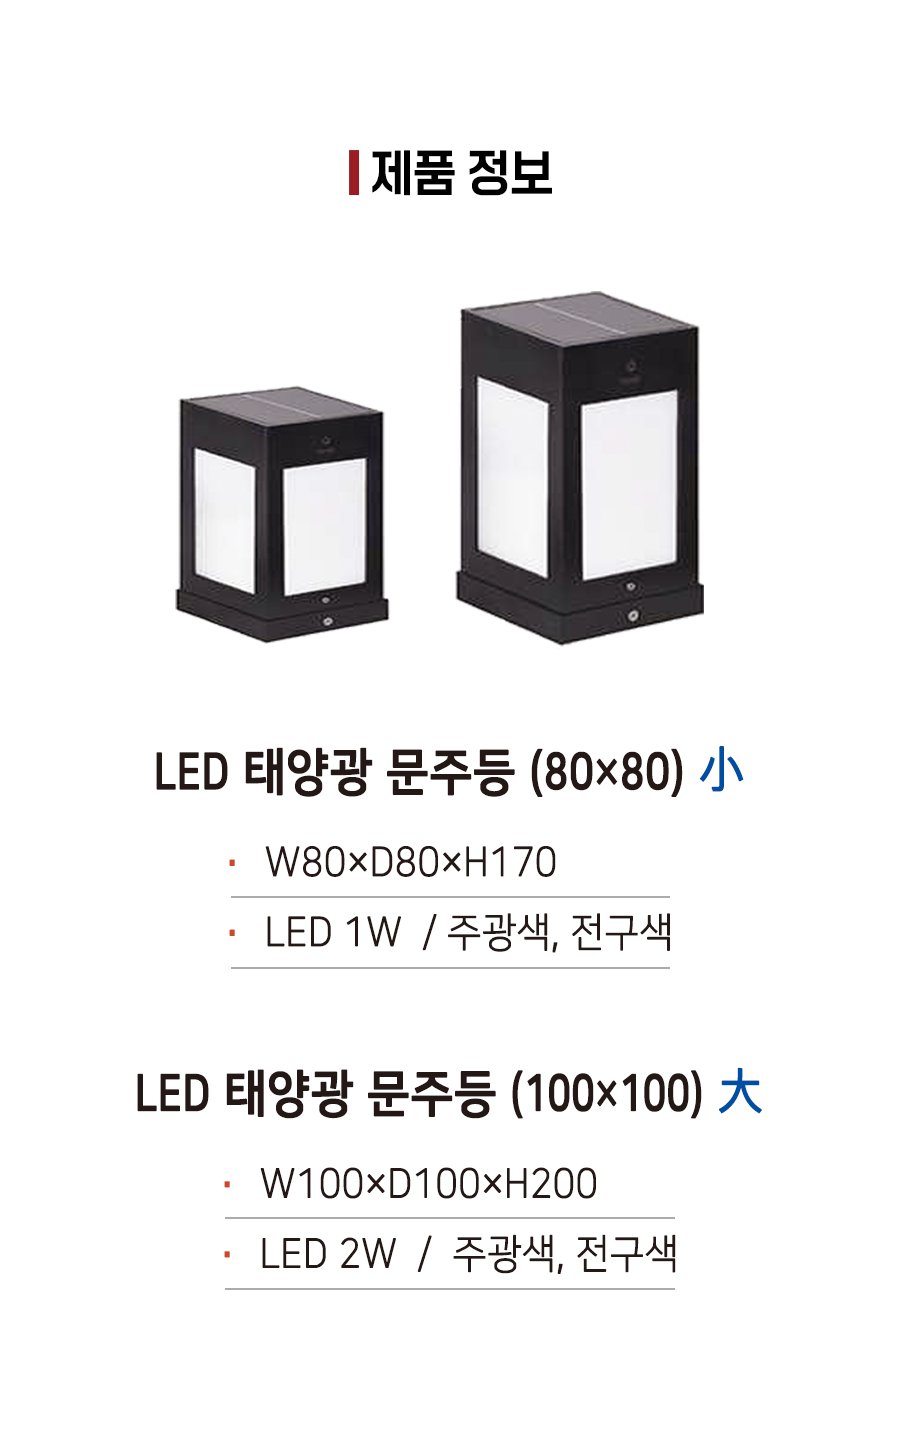 제품 정보
LED 태양광 문주등 (80×80) 小
· W80×D80×H170
· LED 1W / 주광색, 전구색
LED 태양광 문주등 (100×100) 大
· W100×D100×H200
· LED 2W / 주광색, 전구색